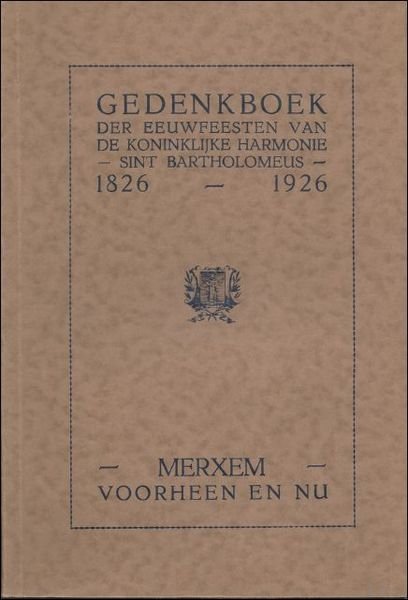 GEDENKBOEK
DER EEUWFEESTEN VAN
DE KONINKLIJKE HARMONIE
— SINT BARTHOLOMEUS —
1826 — 1926
— MERXEM —
VOORHEEN EN NU